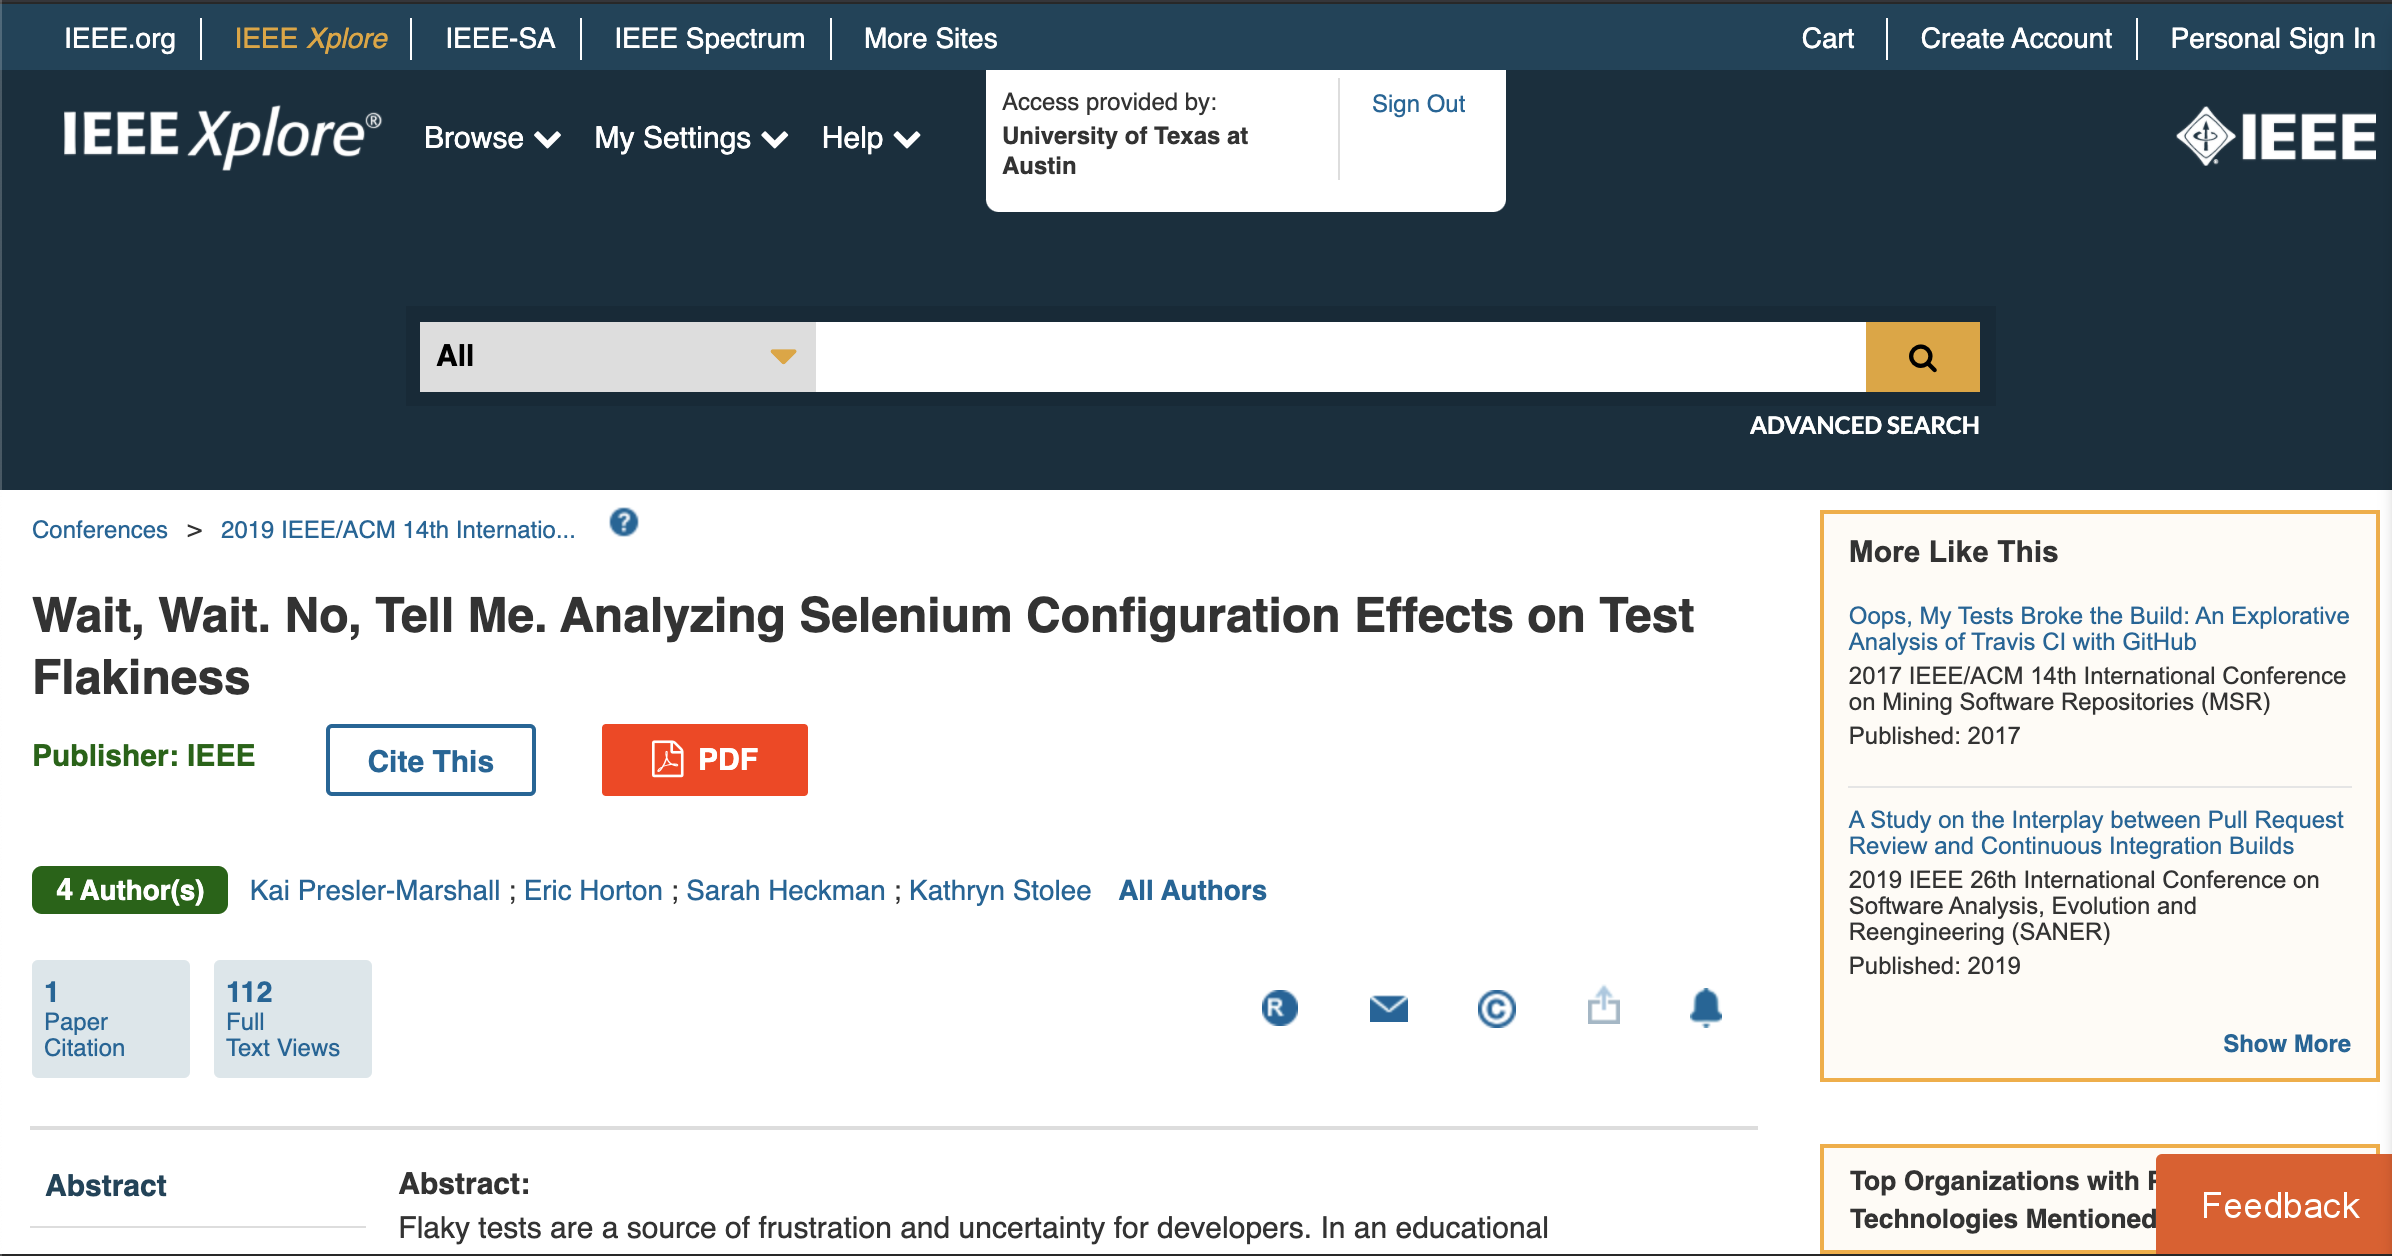 IEEE.org
IEEE Xplore
IEEE-SA
IEEE Spectrum
More Sites
Cart
Create Account
Personal Sign In
IEEE Xplore®
Browse
My Settings
Help
Access provided by:
University of Texas at
Austin
Sign Out
IEEE
All
ADVANCED SEARCH
Conferences > 2019 IEEE/ACM 14th Internatio...
?
Wait, Wait. No, Tell Me. Analyzing Selenium Configuration Effects on Test
Flakiness
Publisher: IEEE
Cite This
PDF
4 Author(s)
Kai Presler-Marshall ; Eric Horton ; Sarah Heckman ; Kathryn Stolee
All Authors
1
Paper
Citation
112
Full
Text Views
R
©
Abstract
Abstract:
Flaky tests are a source of frustration and uncertainty for developers. In an educational
More Like This
Oops, My Tests Broke the Build: An Explorative
Analysis of Travis CI with GitHub
2017 IEEE/ACM 14th International Conference
on Mining Software Repositories (MSR)
Published: 2017
A Study on the Interplay between Pull Request
Review and Continuous Integration Builds
2019 IEEE 26th International Conference on
Software Analysis, Evolution and
Reengineering (SANER)
Published: 2019
Show More
Top Organizations with
Technologies Mentioned
Feedback